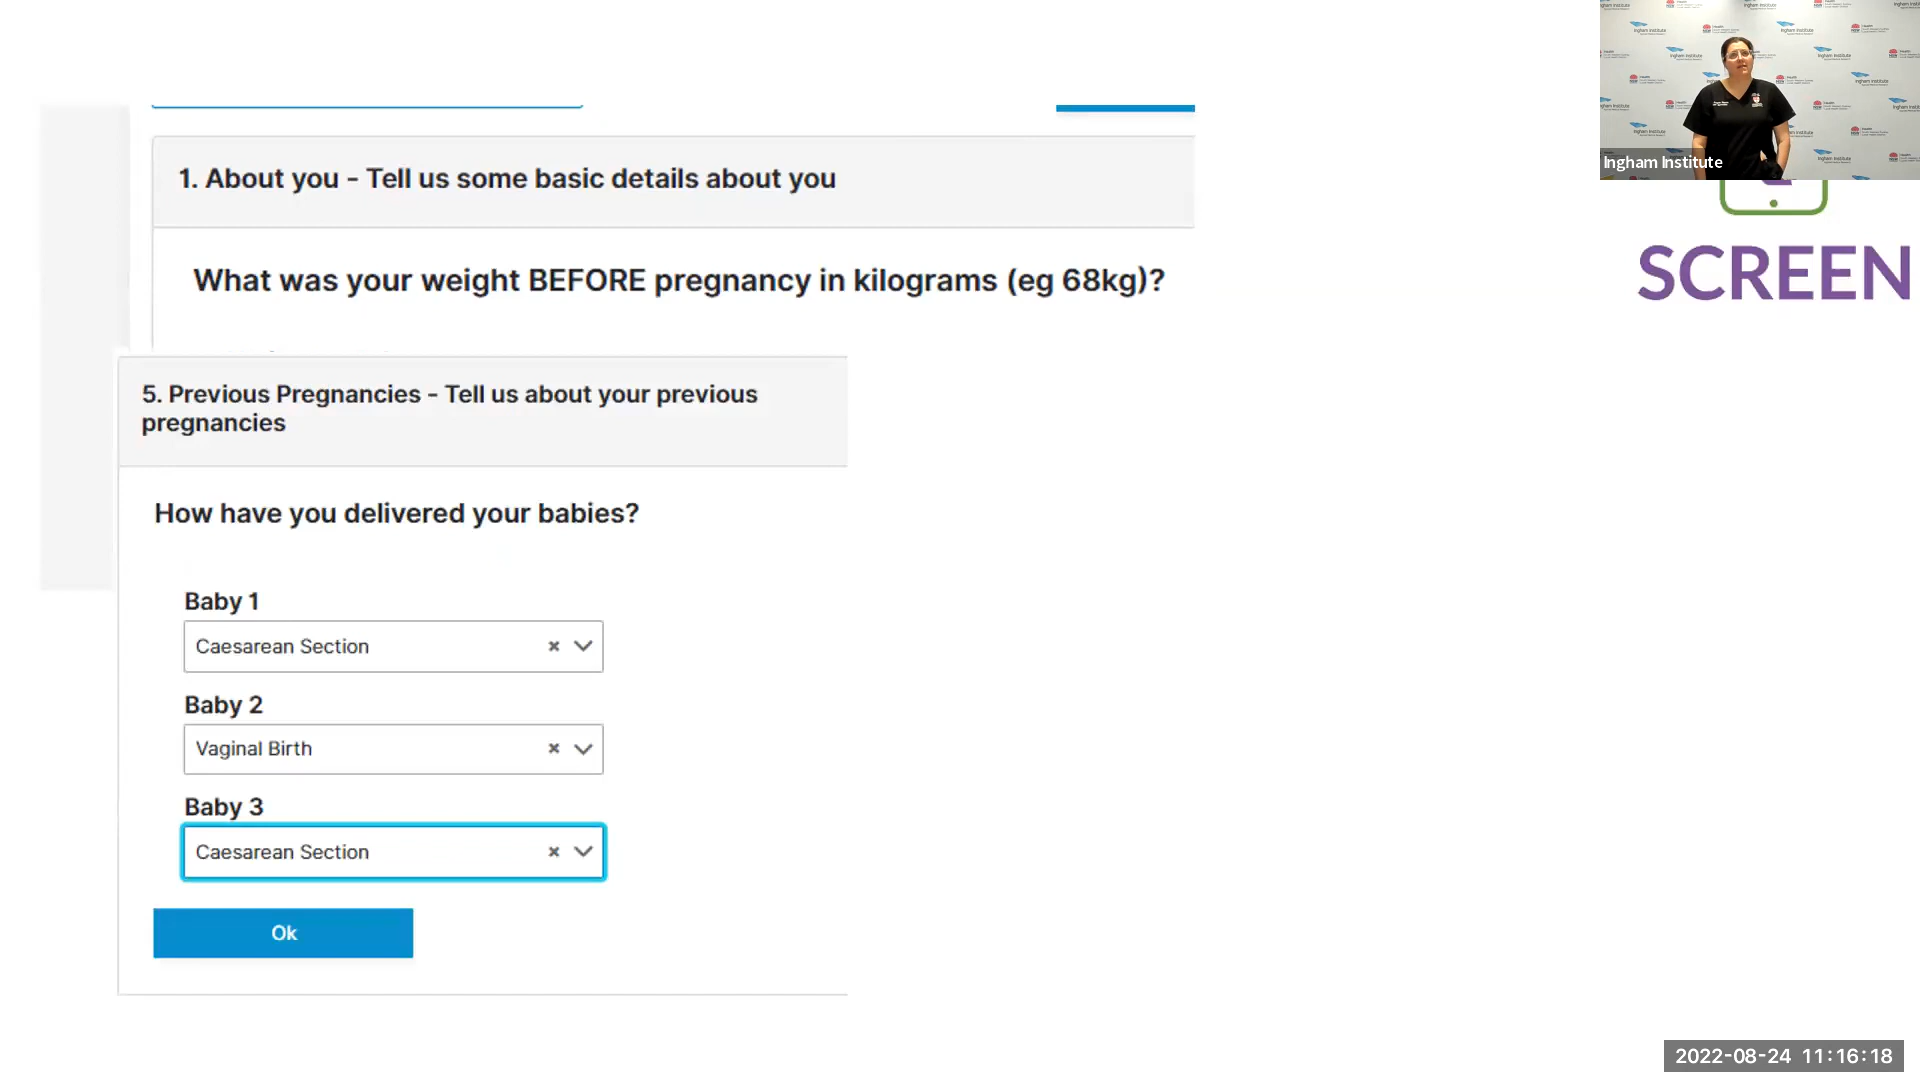 1. About you - Tell us some basic details about you
What was your weight BEFORE pregnancy in kilograms (eg 68kg)?
5. Previous Pregnancies - Tell us about your previous
pregnancies
How have you delivered your babies?
Baby 1
Caesarean Section
Baby 2
Vaginal Birth
Baby 3
Caesarean Section
Ok
Ingham Institute
SCREEN
2022-08-24 11:16:18